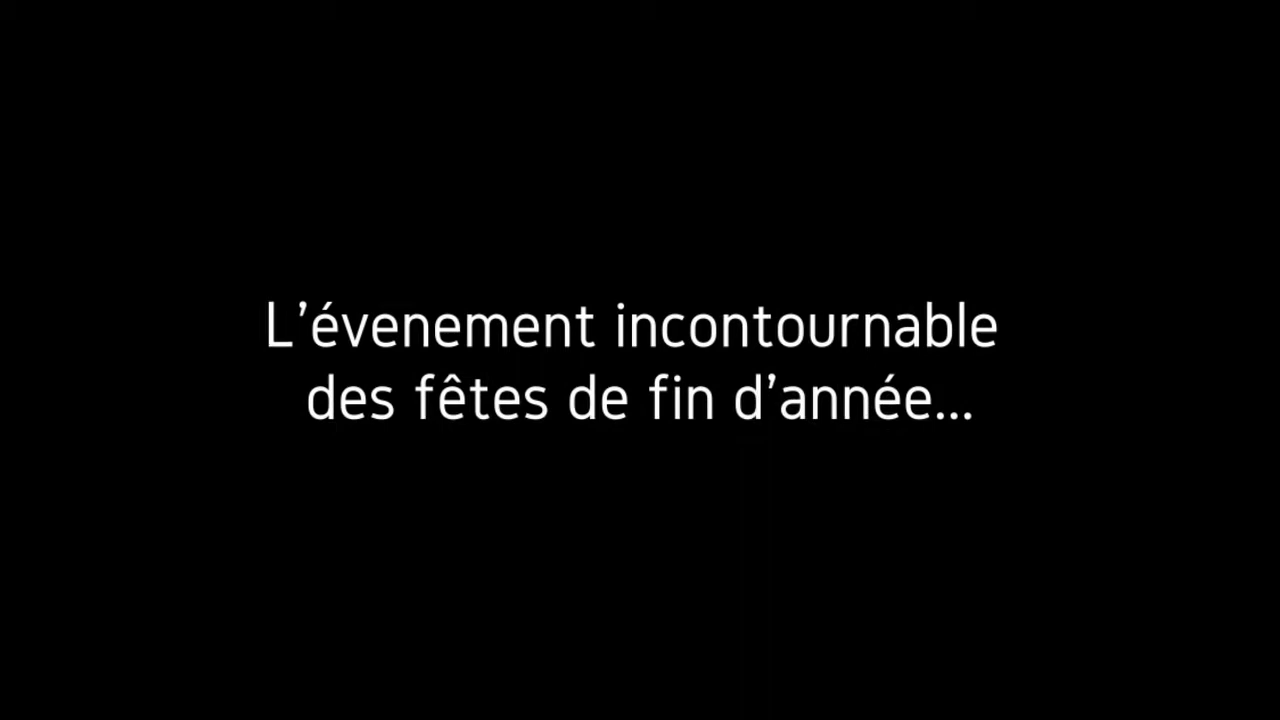 L’évenement incontournable
des fêtes de fin d’année...